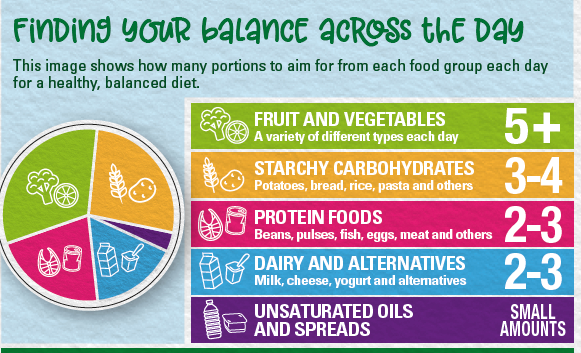 Finding your balance across the day
This image shows how many portions to aim for from each food group each day
for a healthy, balanced diet.
FRUIT AND VEGETABLES
A variety of different types each day
5+
STARCHY CARBOHYDRATES
Potatoes, bread, rice, pasta and others
3-4
PROTEIN FOODS
Beans, pulses, fish, eggs, meat and others
2-3
DAIRY AND ALTERNATIVES
Milk, cheese, yogurt and alternatives
2-3
UNSATURATED OILS
AND SPREADS
SMALL
AMOUNTS